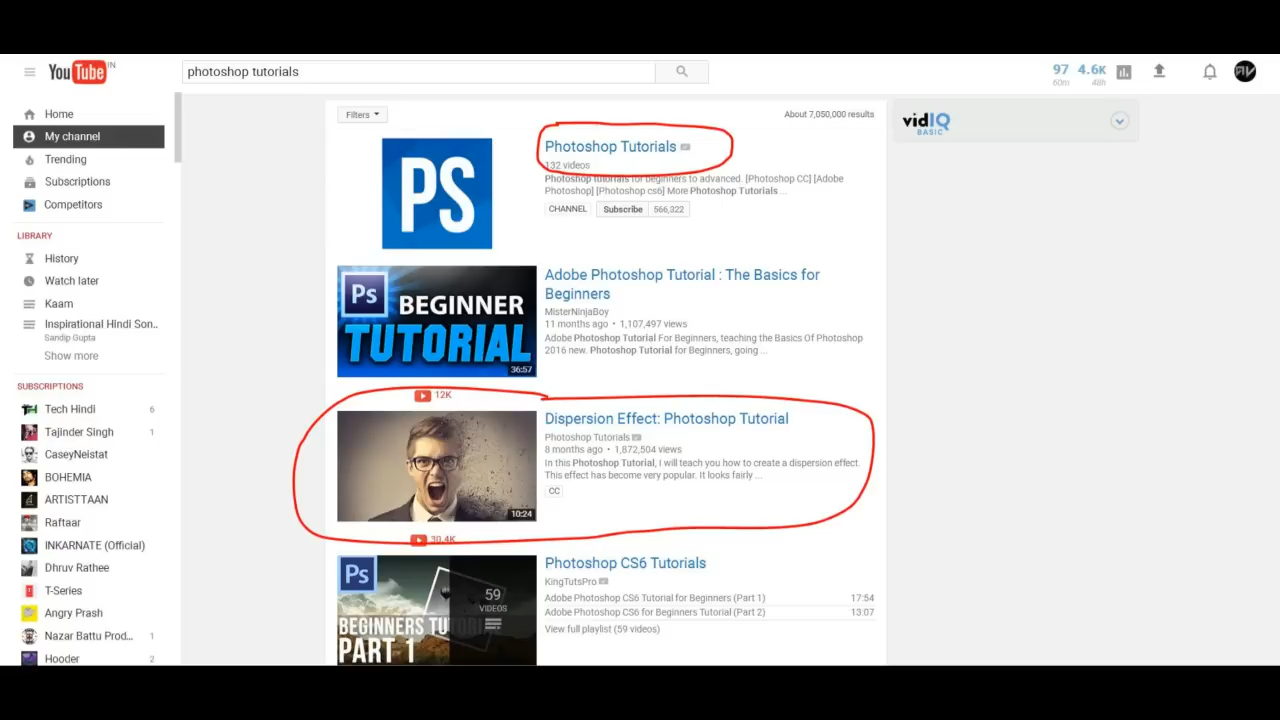 YouTube IN
photoshop tutorials
97 4.6K
60m 48h
Home
My channel
Trending
Subscriptions
Competitors
LIBRARY
History
Watch later
Kaam
Inspirational Hindi Son..
Sandip Gupta
Show more
SUBSCRIPTIONS
Tech Hindi 6
Tajinder Singh 1
CaseyNeistat
BOHEMIA
ARTISTTAAN
Raftaar
INKARNATE (Official)
Dhruv Rathee
T-Series
Angry Prash
Nazar Battu Prod... 1
Hooder 2
Filters
About 7,050,000 results
PS
Photoshop Tutorials
132 videos
Photoshop tutorials for beginners to advanced. [Photoshop CC] [Adobe
Photoshop] [Photoshop cs6] More Photoshop Tutorials ...
CHANNEL Subscribe 566,322
Ps BEGINNER
TUTORIAL
36:57
Adobe Photoshop Tutorial : The Basics for
Beginners
MisterNinjaBoy
11 months ago • 1,107,497 views
Adobe Photoshop Tutorial For Beginners, teaching the Basics Of Photoshop
2016 new. Photoshop Tutorial for Beginners, going ...
12K
10:24
Dispersion Effect: Photoshop Tutorial
Photoshop Tutorials
8 months ago • 1,872,504 views
In this Photoshop Tutorial, I will teach you how to create a dispersion effect.
This effect has become very popular. It looks fairly ...
CC
30.4K
Ps
59
VIDEOS
BEGINNERS TUTORIAL
PART 1
Photoshop CS6 Tutorials
KingTutsPro
Adobe Photoshop CS6 Tutorial for Beginners (Part 1) 17:54
Adobe Photoshop CS6 for Beginners Tutorial (Part 2) 13:07
View full playlist (59 videos)
vidIQ
BASIC